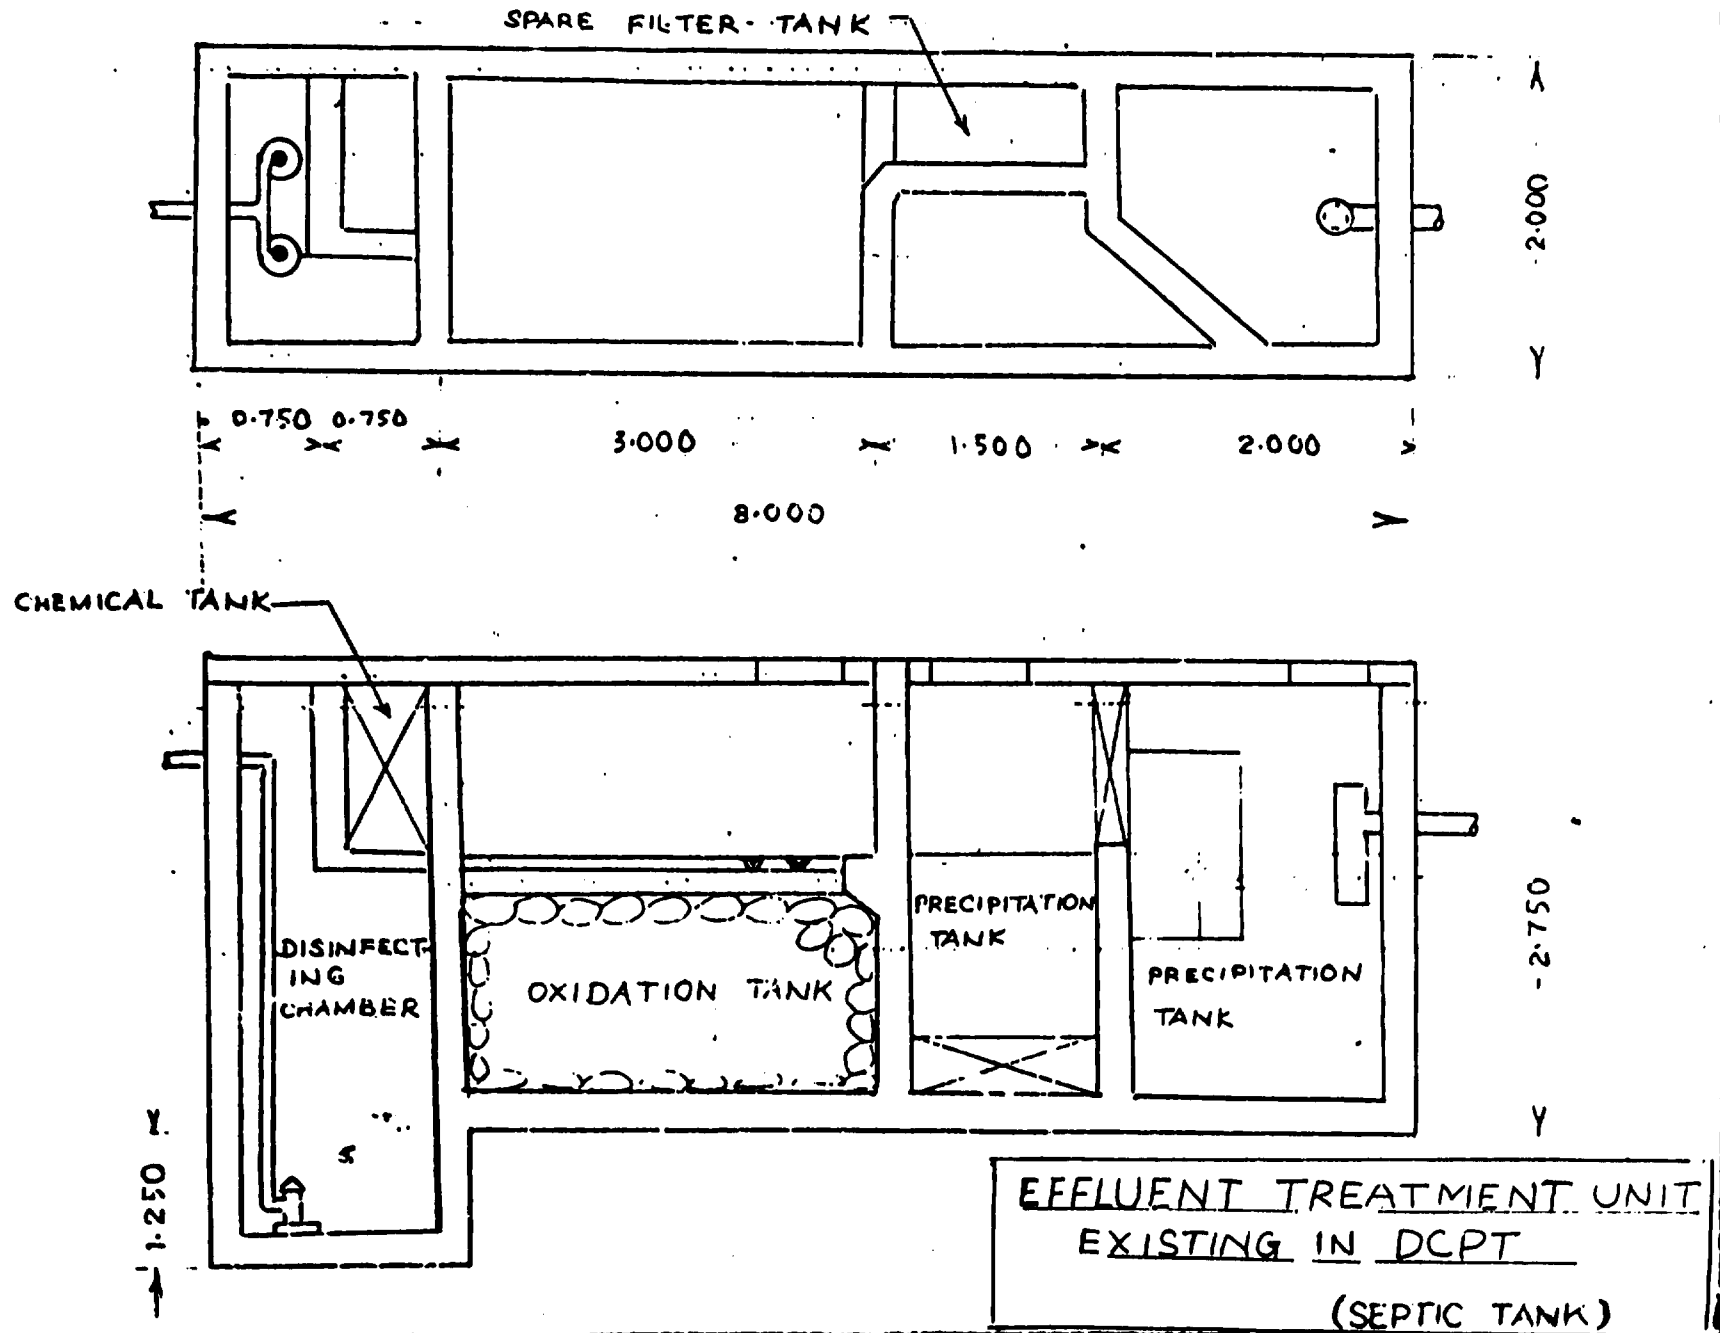 SPARE FILTER TANK
2.000
0.750 0.750
3.000
1.500
2.000
8.000
CHEMICAL TANK
DISINFECT-
ING
CHAMBER
OXIDATION TANK
PRECIPITATION
TANK
PRECIPITATION
TANK
2.750
1.250
EFFLUENT TREATMENT UNIT
EXISTING IN DCPT
(SEPTIC TANK)